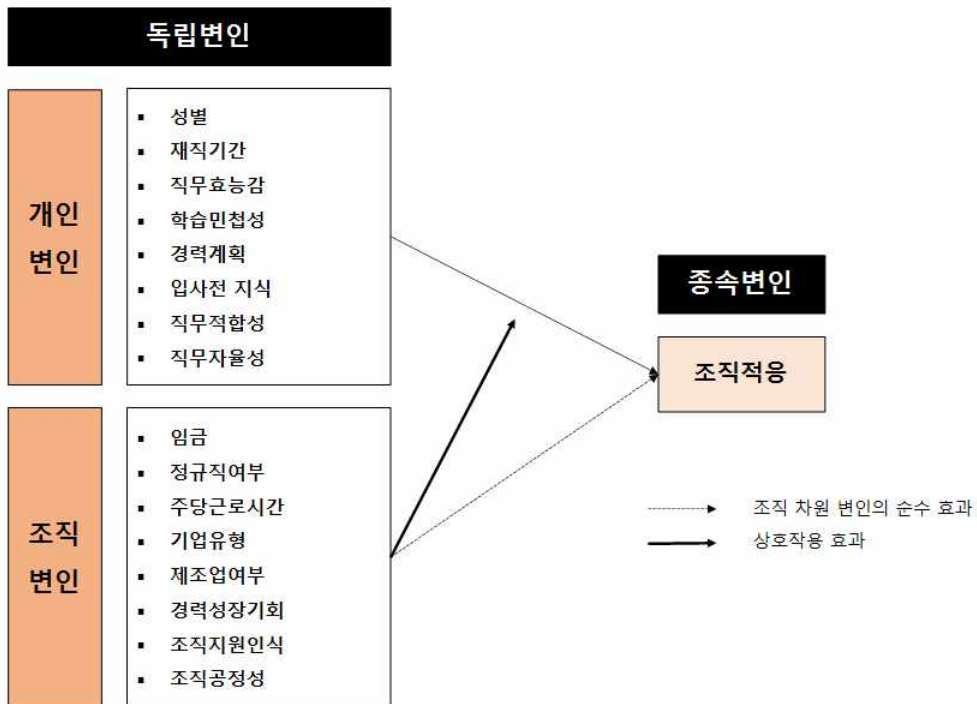 독립변인
개인
변인
▪ 성별
▪ 재직기간
▪ 직무효능감
▪ 학습민첩성
▪ 경력계획
▪ 입사전 지식
▪ 직무적합성
▪ 직무자율성
종속변인
조직적응
조직
변인
▪ 임금
▪ 정규직여부
▪ 주당근로시간
▪ 기업유형
▪ 제조업여부
▪ 경력성장기회
▪ 조직지원인식
▪ 조직공정성
조직 차원 변인의 순수 효과
상호작용 효과